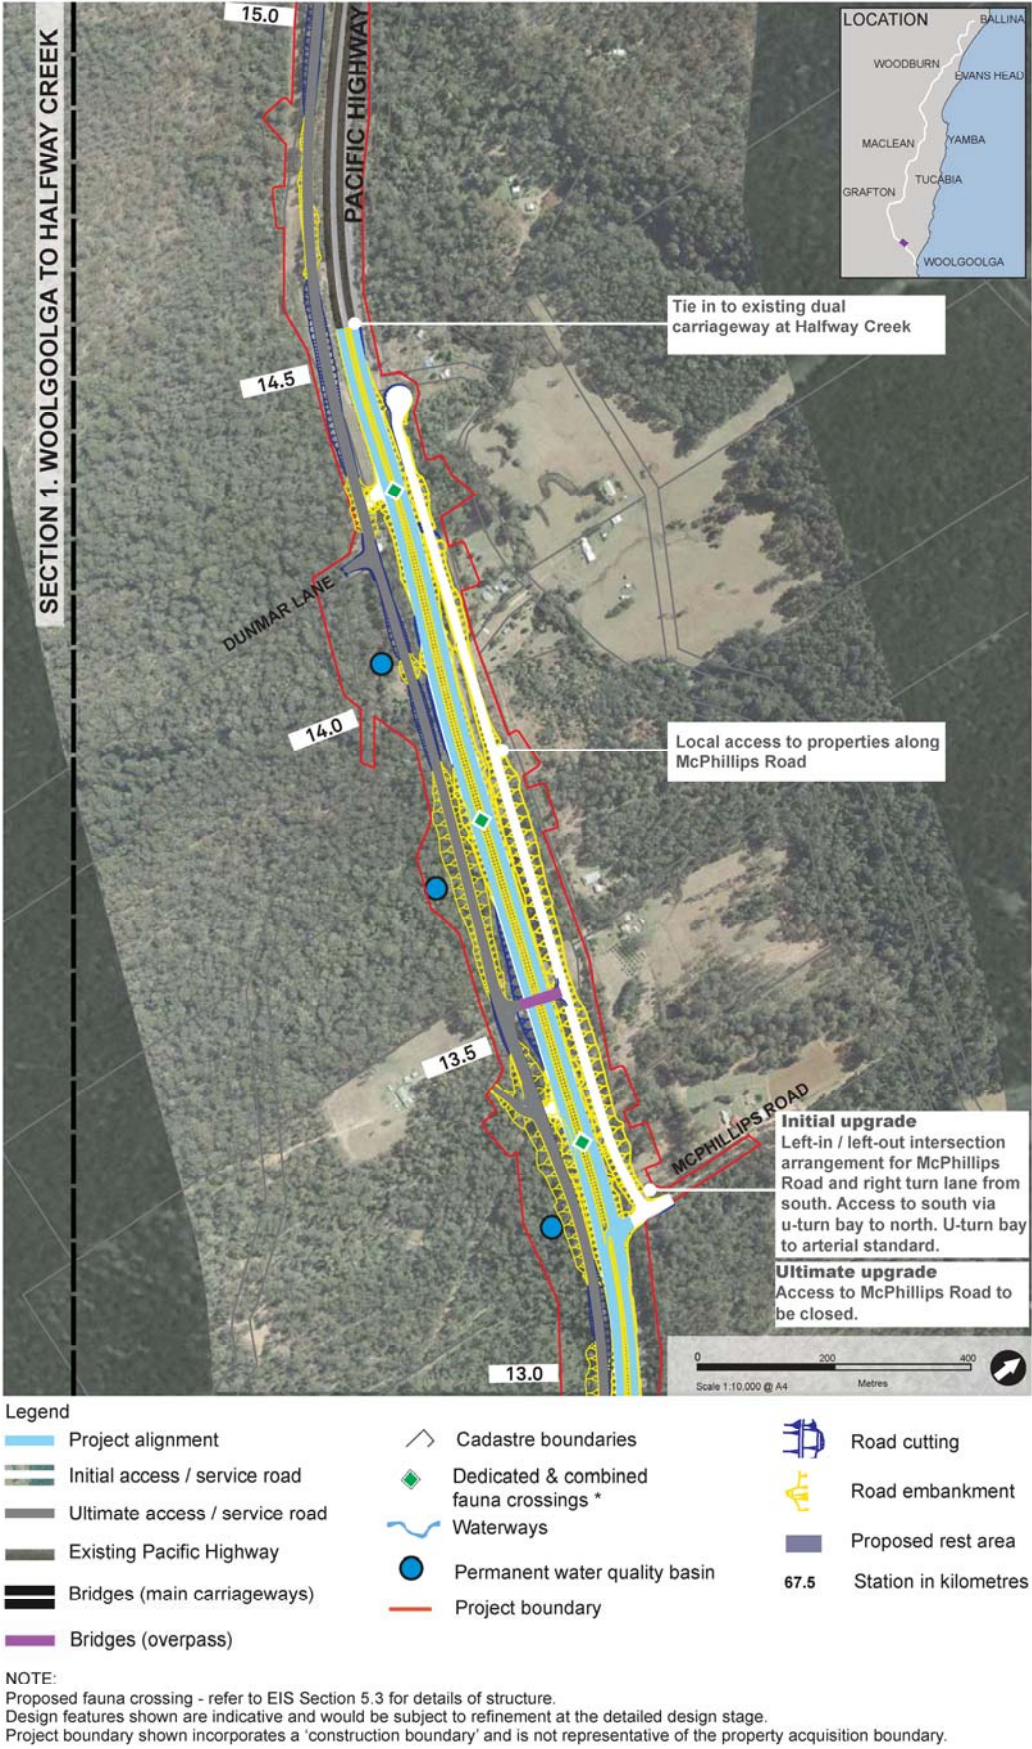 15.0
SECTION 1. WOOLGOOLGA TO HALFWAY CREEK
PACIFIC HIGHWAY
LOCATION
BALLINA
WOODBURN
EVANS HEAD
MACLEAN
YAMBA
TUCABIA
GRAFTON
WOOLGOOLGA
Tie in to existing dual
carriageway at Halfway Creek
14.5
DUNMAR LANE
14.0
Local access to properties along
McPhillips Road
13.5
MCPHILLIPS ROAD
Initial upgrade
Left-in / left-out intersection
arrangement for McPhillips
Road and right turn lane from
south. Access to south via
u-turn bay to north. U-turn bay
to arterial standard.
Ultimate upgrade
Access to McPhillips Road to
be closed.
13.0
0 200 400
Scale 1:10,000 @ A4 Metres
Legend
Project alignment
Initial access / service road
Ultimate access / service road
Existing Pacific Highway
Bridges (main carriageways)
Bridges (overpass)
Cadastre boundaries
Dedicated & combined
fauna crossings *
Waterways
Permanent water quality basin
Project boundary
Road cutting
Road embankment
Proposed rest area
67.5 Station in kilometres
NOTE:
Proposed fauna crossing - refer to EIS Section 5.3 for details of structure.
Design features shown are indicative and would be subject to refinement at the detailed design stage.
Project boundary shown incorporates a 'construction boundary' and is not representative of the property acquisition boundary.